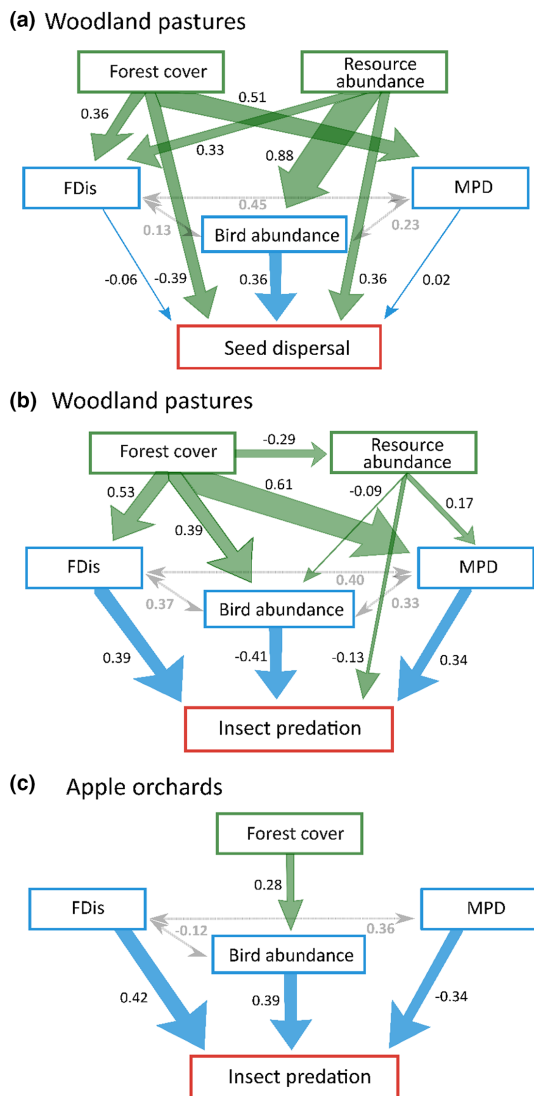 (a) Woodland pastures
Forest cover
Resource
abundance
0.36
0.51
0.33
0.88
FDis
MPD
0.45
0.13
0.23
Bird abundance
-0.06
-0.39
0.36
0.36
0.02
Seed dispersal
(b) Woodland pastures
Forest cover
-0.29
Resource
abundance
0.53
0.61
-0.09
0.17
0.39
FDis
MPD
0.40
0.37
0.33
Bird abundance
0.39
-0.41
-0.13
0.34
Insect predation
(c) Apple orchards
Forest cover
0.28
FDis
MPD
-0.12
0.36
Bird abundance
0.42
0.39
-0.34
Insect predation